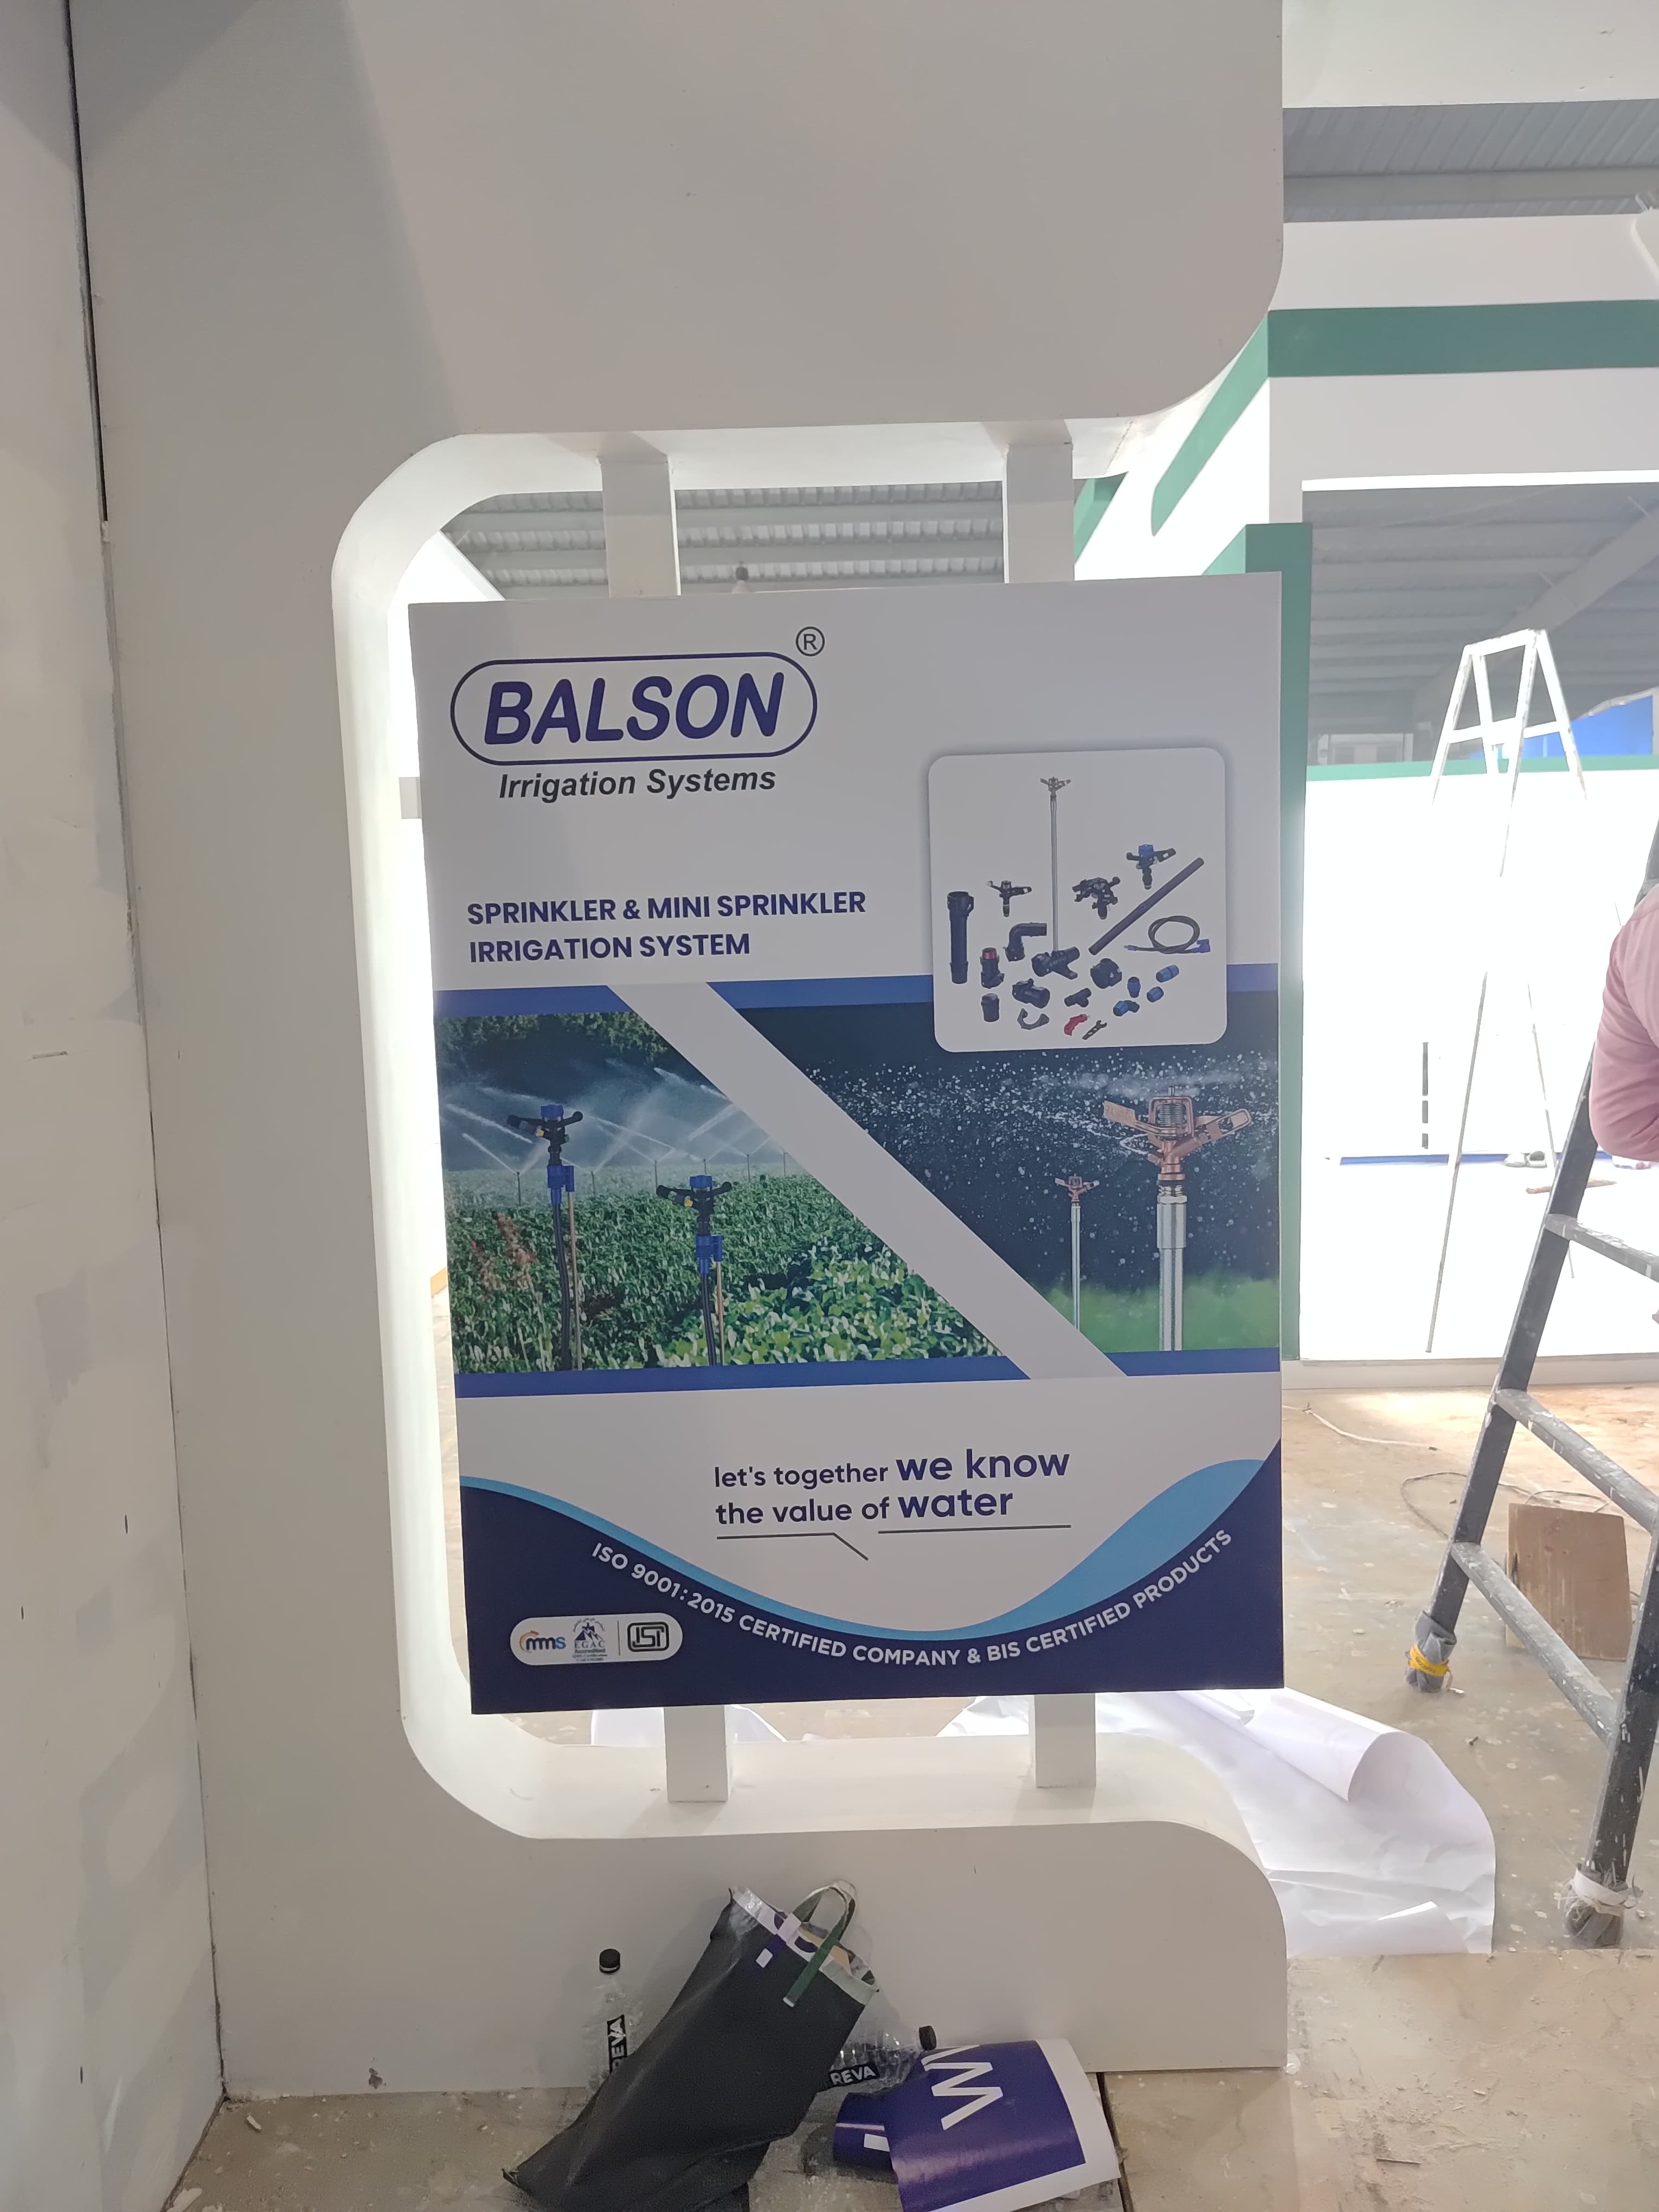 BALSON®
Irrigation Systems
SPRINKLER & MINI SPRINKLER
IRRIGATION SYSTEM
let's together we know
the value of water
ISO 9001:2015 CERTIFIED COMPANY & BIS CERTIFIED PRODUCTS
mms
EGAC
ISI
REVA
REVA
W